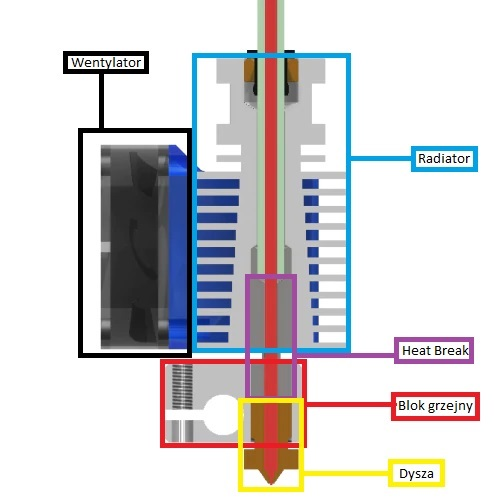 Wentylator
Radiator
Heat Break
Blok grzejny
Dysza